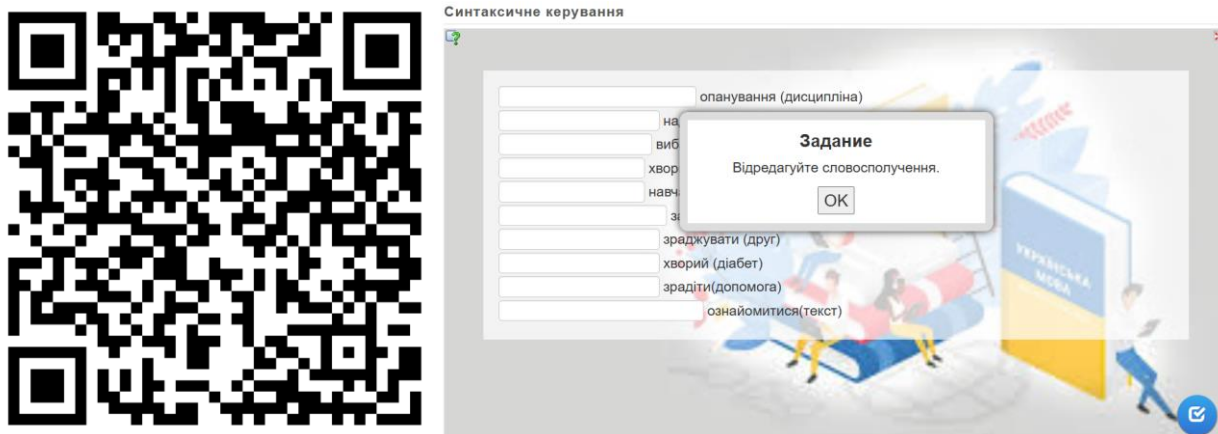 Синтаксичне керування
опанування (дисципліна)
зраджувати (друг)
хворий (діабет)
зрадіти(допомога)
ознайомитися(текст)
Задание
Відредагуйте словосполучення.
OK
УКРАЇНСЬКА
МОВА